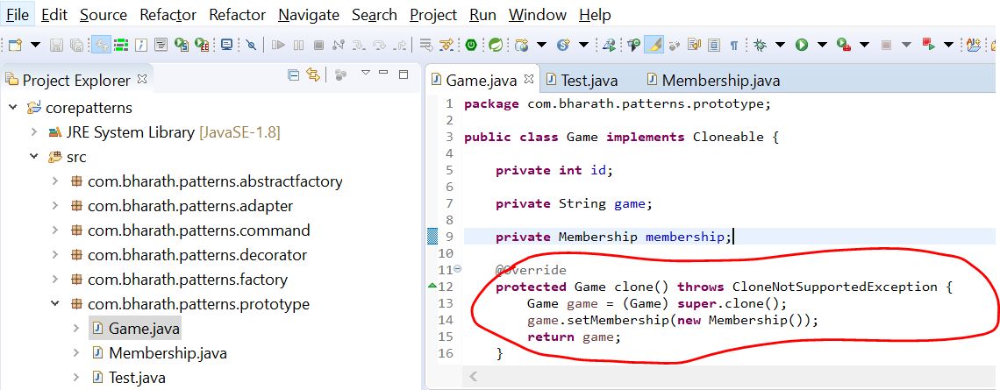 File Edit Source Refactor Refactor Navigate Search Project Run Window Help
Project Explorer
corepatterns
JRE System Library [JavaSE-1.8]
src
com.bharath.patterns.abstractfactory
com.bharath.patterns.adapter
com.bharath.patterns.command
com.bharath.patterns.decorator
com.bharath.patterns.factory
com.bharath.patterns.prototype
Game.java
Membership.java
Test.java
Game.java Test.java Membership.java
1 package com.bharath.patterns.prototype;
2
3 public class Game implements Cloneable {
4
5 private int id;
6
7 private String game;
8
9 private Membership membership;
10
11 @Override
12 protected Game clone() throws CloneNotSupportedException {
13 Game game = (Game) super.clone();
14 game.setMembership(new Membership());
15 return game;
16 }